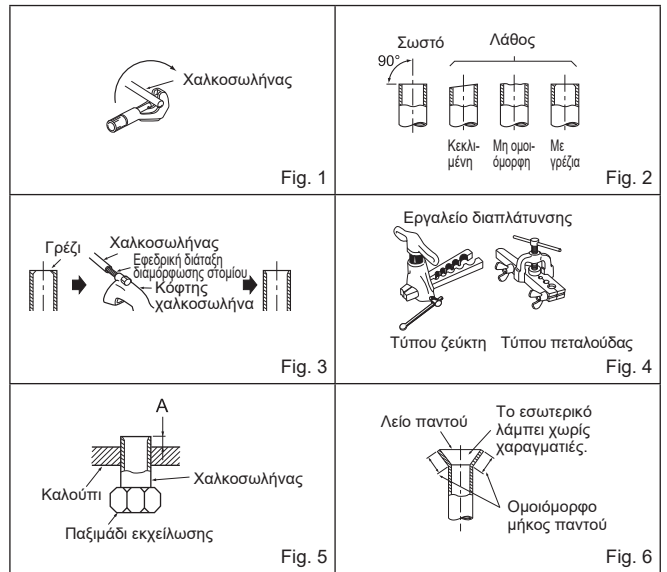 Χαλκοσωλήνας
Fig. 1
Σωστό
Λάθος
90°
Κεκλι-
μένη
Μη ομοι-
όμορφη
Με
γρέζια
Fig. 2
Γρέζι
Χαλκοσωλήνας
Εφεδρική διάταξη
διαμόρφωσης στομίου
Κόφτης
χαλκοσωλήνα
Fig. 3
Εργαλείο διαπλάτυνσης
Τύπου ζεύκτη
Τύπου πεταλούδας
Fig. 4
A
Χαλκοσωλήνας
Καλούπι
Παξιμάδι εκχείλωσης
Fig. 5
Λείο παντού
Το εσωτερικό
λάμπει χωρίς
χαραγματιές.
Ομοιόμορφο
μήκος παντού
Fig. 6